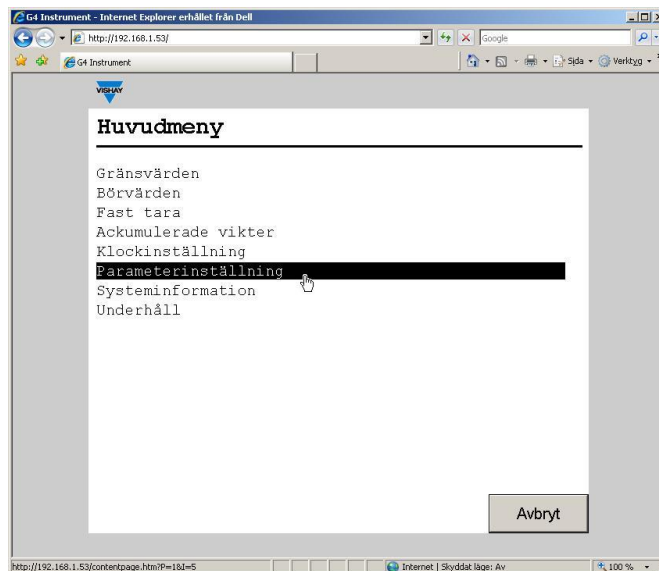 G4 Instrument - Internet Explorer erhållet från Dell
http://192.168.1.53/
Google
G4 Instrument
Sida
Verktyg
VISHAY
Huvudmeny
Gränsvärden
Börvärden
Fast tara
Ackumulerade vikter
Klockinställning
Parameterinställning
Systeminformation
Underhåll
Avbryt
http://192.168.1.53/contentpage.htm?P=1&I=5
Internet | Skyddat läge: Av
100 %